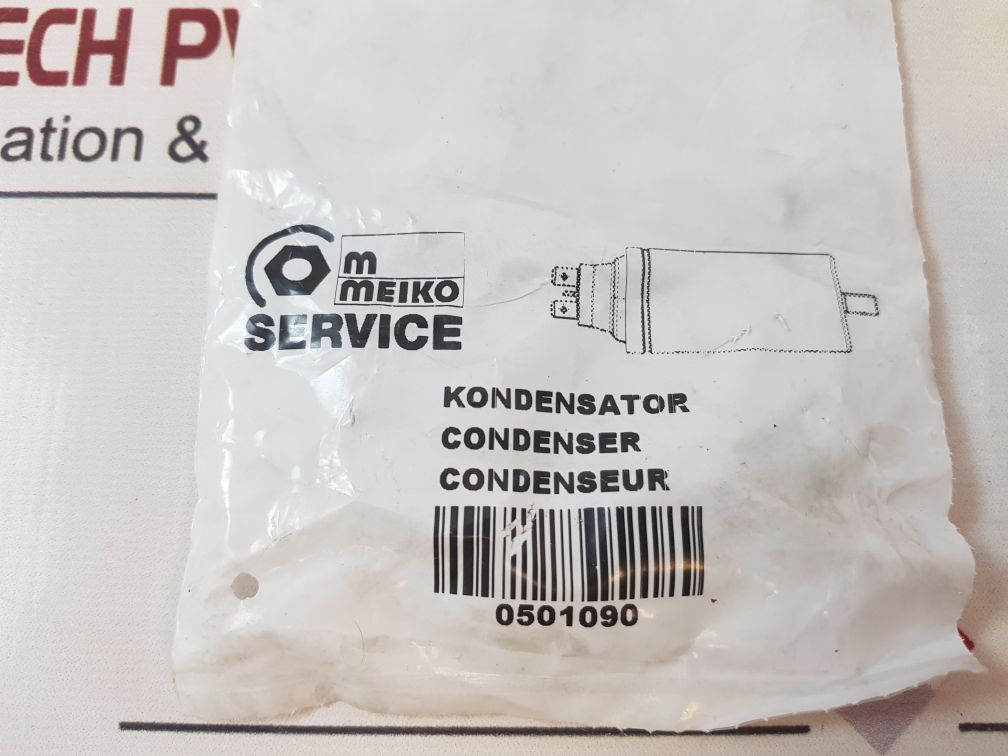 ECH PV
ation &
m
MEIKO
SERVICE
KONDENSATOR
CONDENSER
CONDENSEUR
0501090